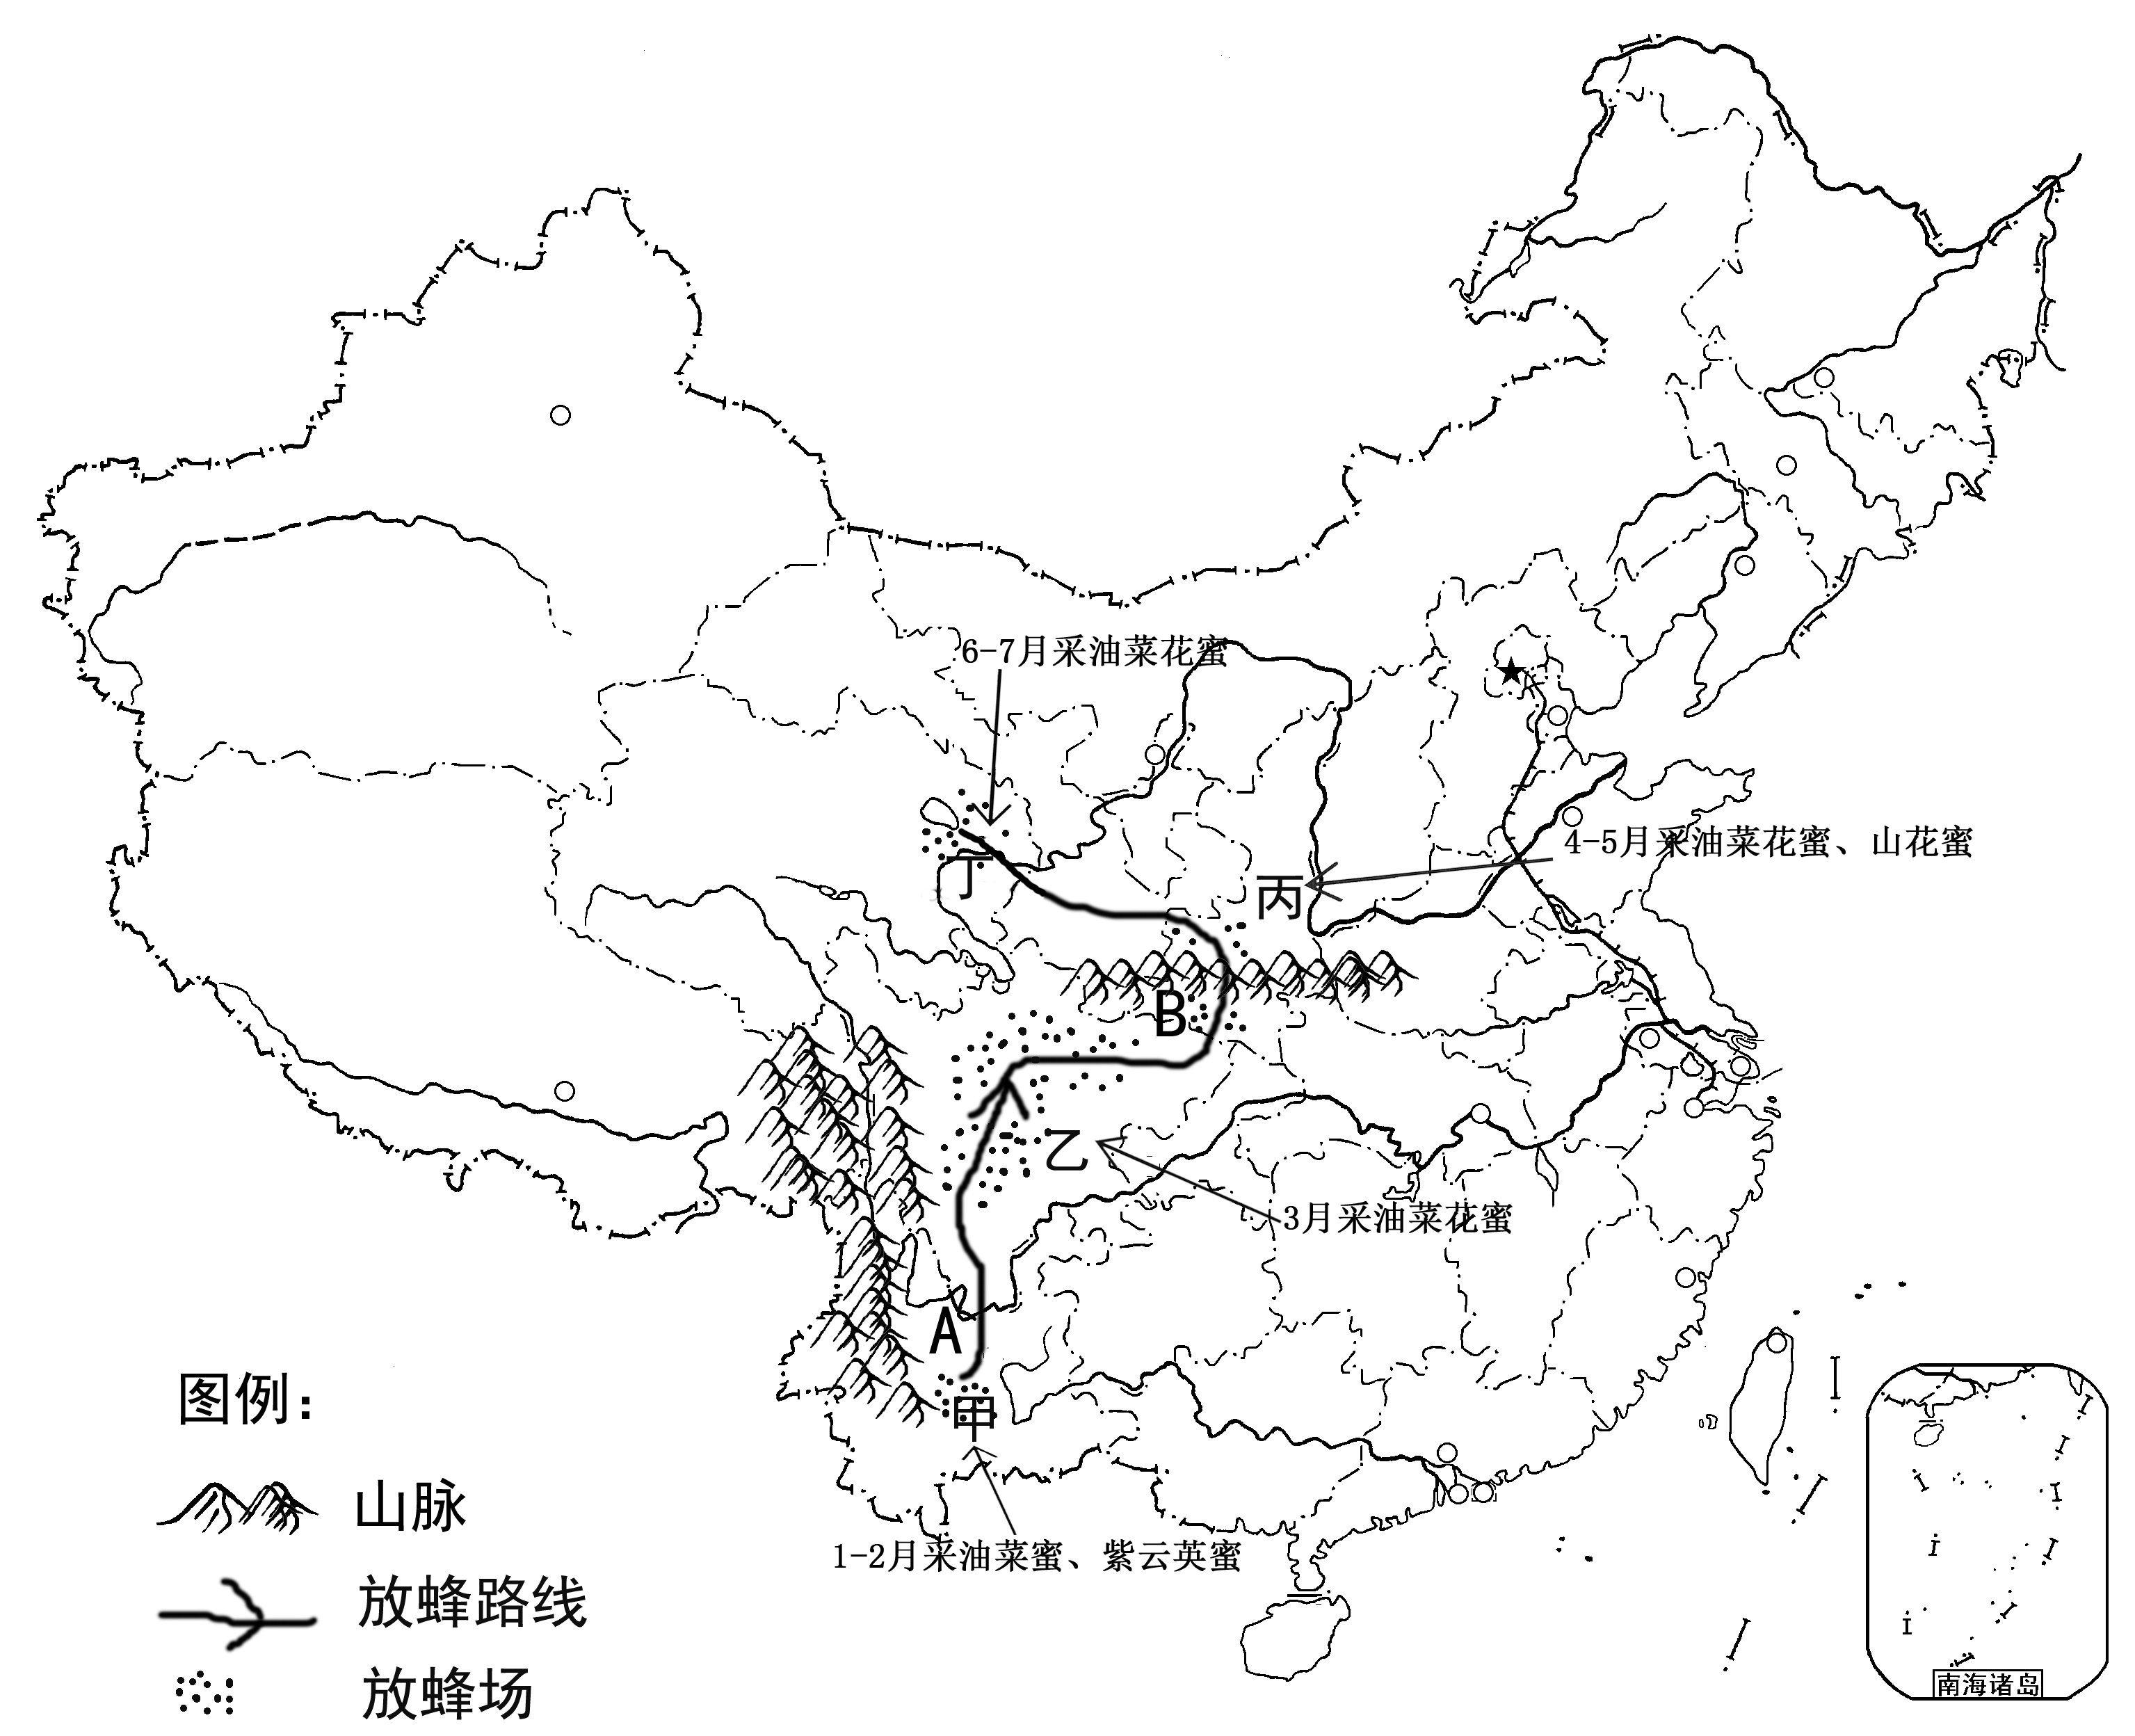 6-7月采油菜花蜜
4-5月采油菜花蜜、山花蜜
丁
丙
B
乙
3月采油菜花蜜
A
甲
1-2月采油菜蜜、紫云英蜜
图例：
山脉
放蜂路线
放蜂场
南海诸岛